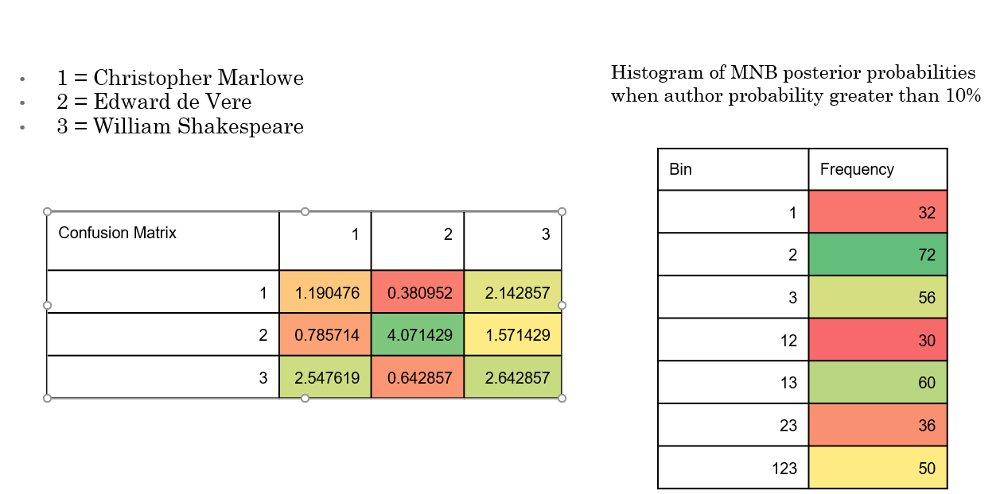 • 1 = Christopher Marlowe
• 2 = Edward de Vere
• 3 = William Shakespeare
Histogram of MNB posterior probabilities
when author probability greater than 10%
Confusion Matrix 1 2 3
1 1.190476 0.380952 2.142857
2 0.785714 4.071429 1.571429
3 2.547619 0.642857 2.642857
Bin Frequency
1 32
2 72
3 56
12 30
13 60
23 36
123 50